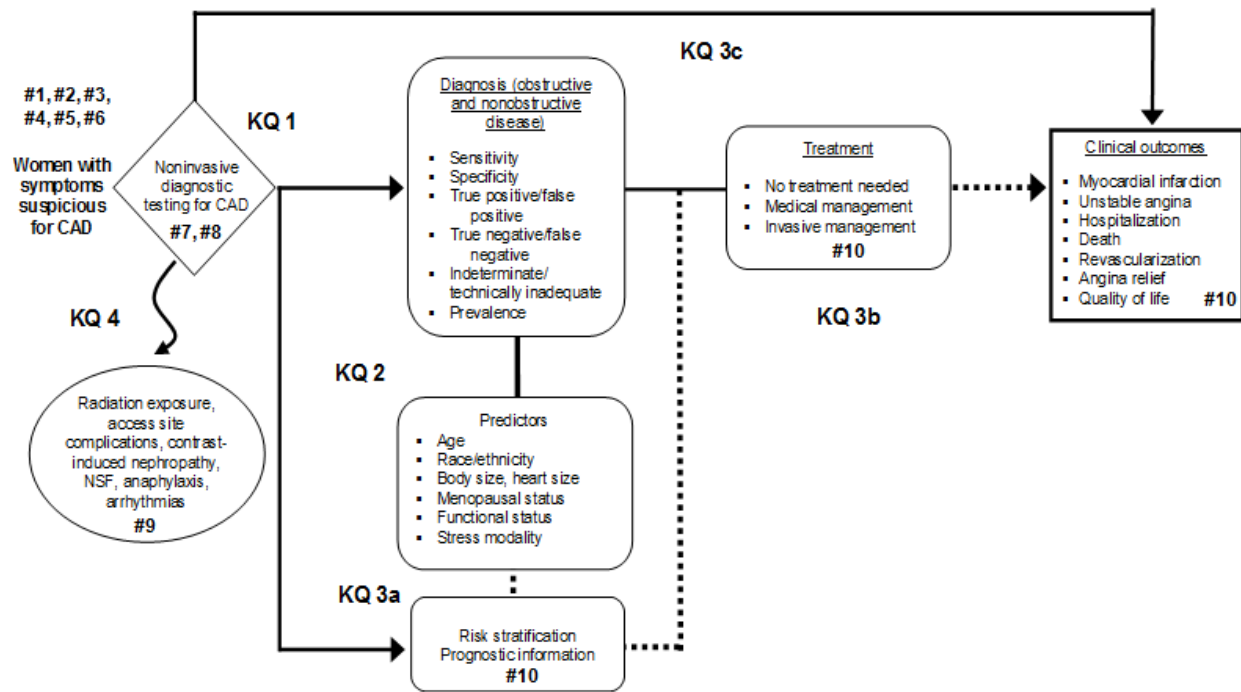 KQ 3c
#1, #2, #3,
#4, #5, #6
Women with
symptoms
suspicious
for CAD
KQ 1
Noninvasive
diagnostic
testing for CAD
#7, #8
KQ 4
Radiation exposure,
access site
complications, contrast-
induced nephropathy,
NSF, anaphylaxis,
arrhythmias
#9
Diagnosis (obstructive
and nonobstructive
disease)
▪ Sensitivity
▪ Specificity
▪ True positive/false
positive
▪ True negative/false
negative
▪ Indeterminate/
technically inadequate
▪ Prevalence
KQ 2
Predictors
▪ Age
▪ Race/ethnicity
▪ Body size, heart size
▪ Menopausal status
▪ Functional status
▪ Stress modality
KQ 3a
Risk stratification
Prognostic information
#10
Treatment
▪ No treatment needed
▪ Medical management
▪ Invasive management
#10
KQ 3b
Clinical outcomes
▪ Myocardial infarction
▪ Unstable angina
▪ Hospitalization
▪ Death
▪ Revascularization
▪ Angina relief
▪ Quality of life #10